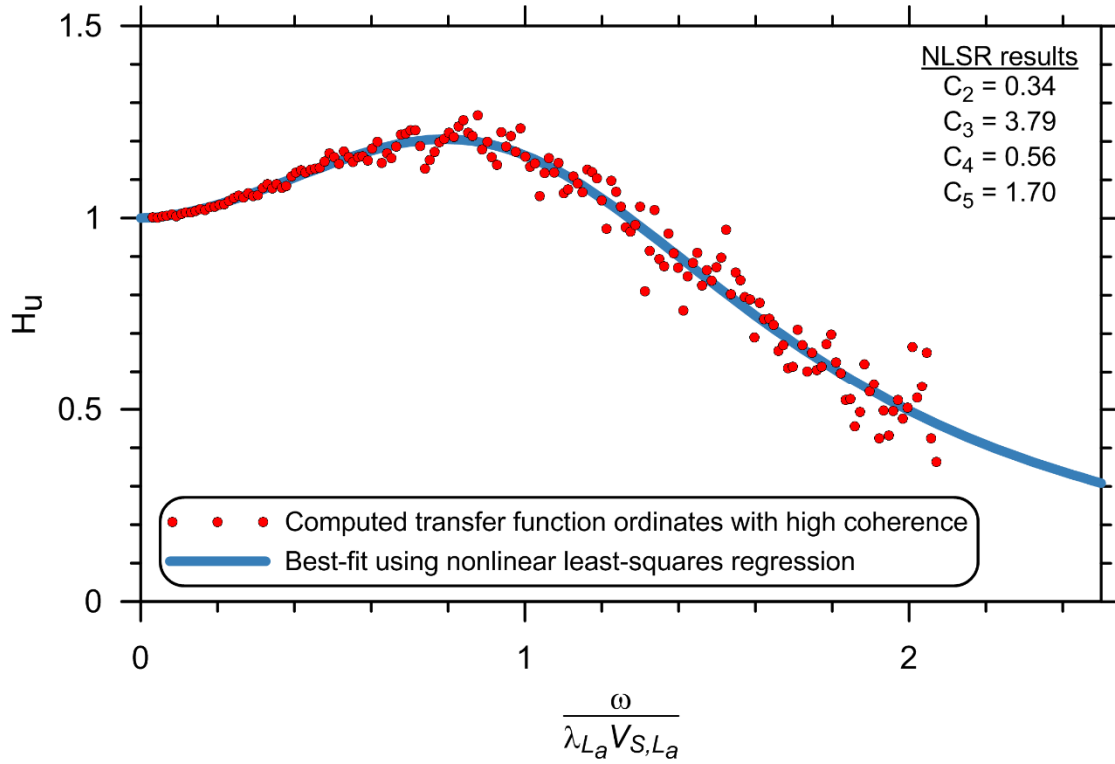 1.5
NLSR results
C2 = 0.34
C3 = 3.79
C4 = 0.56
C5 = 1.70
1
Hu
0.5
Computed transfer function ordinates with high coherence
Best-fit using nonlinear least-squares regression
0
0 1 2
ω
λLaVS,La